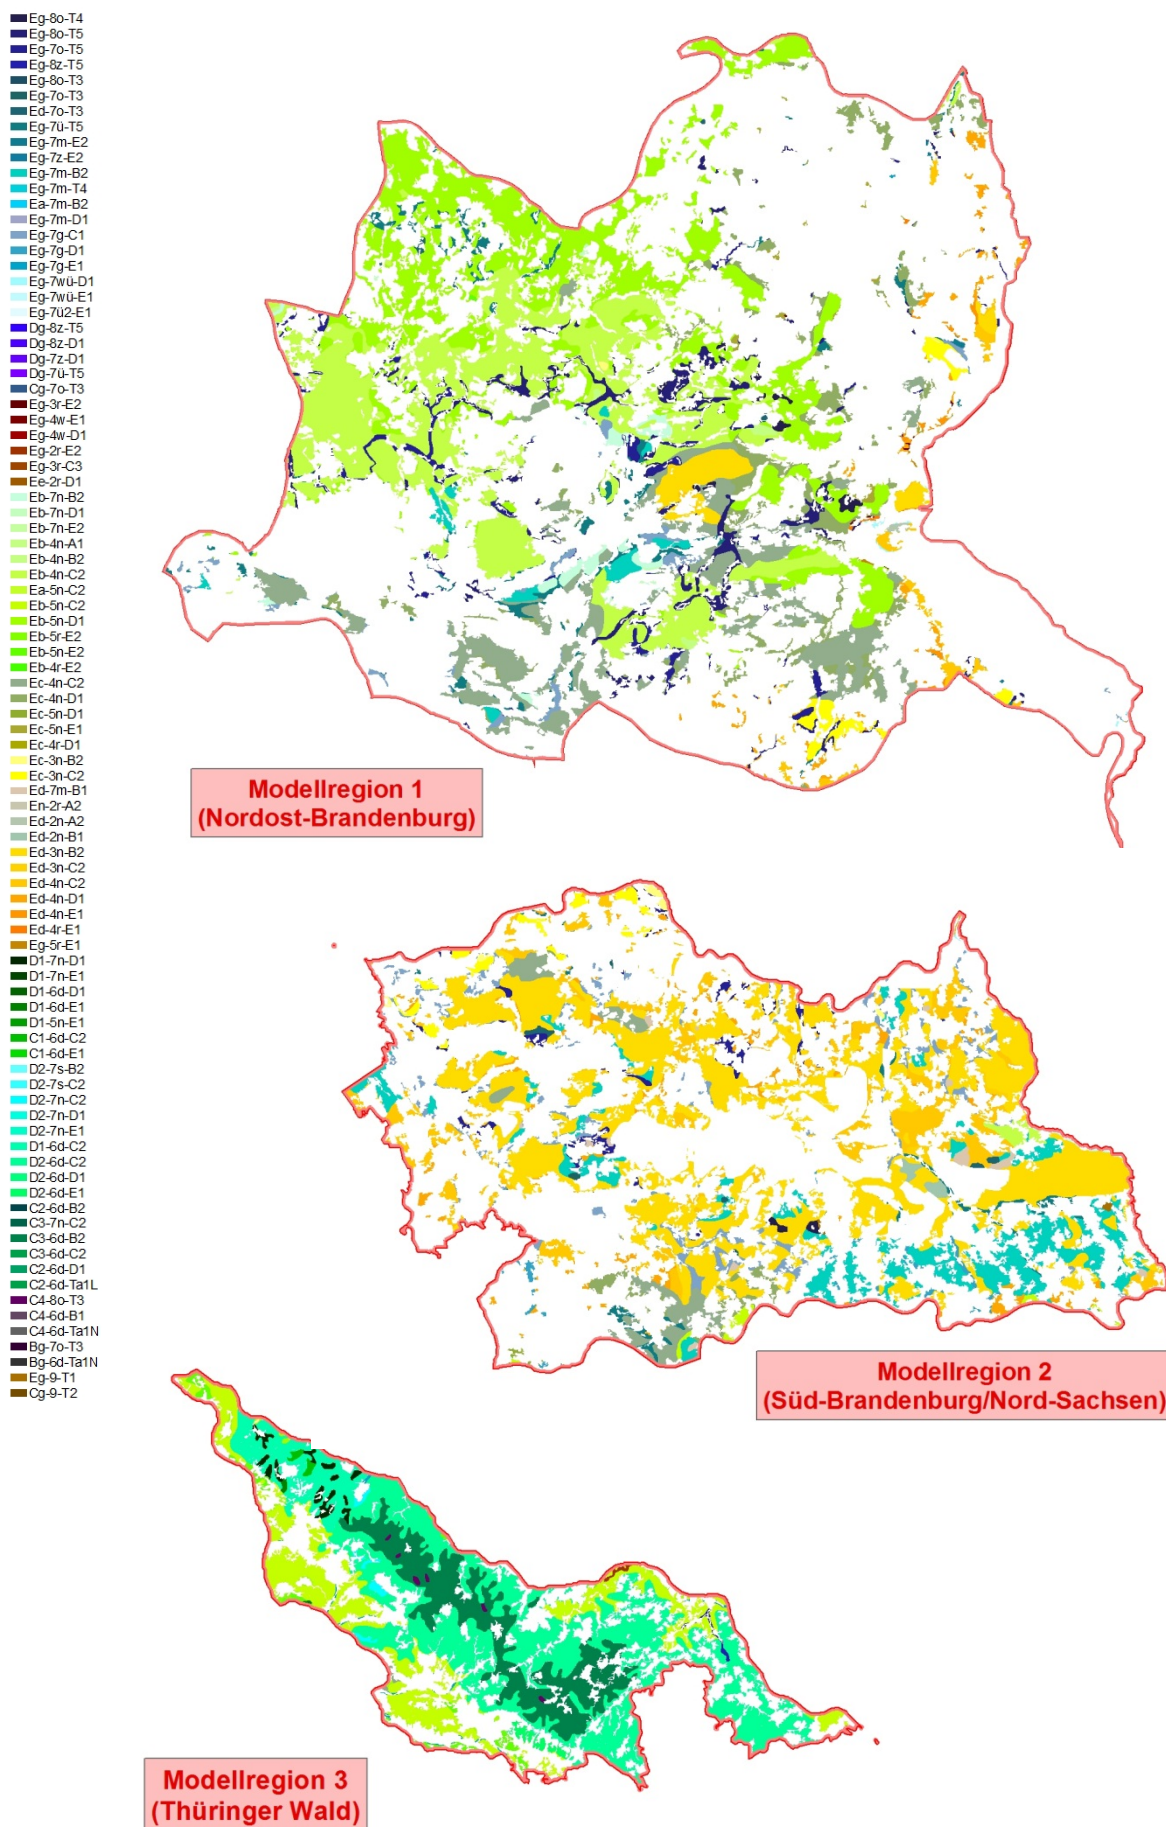 Eg-8o-T4
Eg-8o-T5
Eg-7o-T5
Eg-8z-T5
Eg-8o-T3
Eg-7o-T3
Ed-7o-T3
Eg-7ü-T5
Eg-7m-E2
Eg-7z-E2
Eg-7m-B2
Eg-7m-T4
Ea-7m-B2
Eg-7m-D1
Eg-7g-C1
Eg-7g-D1
Eg-7g-E1
Eg-7wü-D1
Eg-7wü-E1
Eg-7ü2-E1
Dg-8z-T5
Dg-8z-D1
Dg-7z-D1
Dg-7ü-T5
Cg-7o-T3
Eg-3r-E2
Eg-4w-E1
Eg-4w-D1
Eg-2r-E2
Eg-3r-C3
Ee-2r-D1
Eb-7n-B2
Eb-7n-D1
Eb-7n-E2
Eb-4n-A1
Eb-4n-B2
Eb-4n-C2
Ea-5n-C2
Eb-5n-C2
Eb-5n-D1
Eb-5r-E2
Eb-5n-E2
Eb-4r-E2
Ec-4n-C2
Ec-4n-D1
Ec-5n-D1
Ec-5n-E1
Ec-4r-D1
Ec-3n-B2
Ec-3n-C2
Ed-7m-B1
En-2r-A2
Ed-2n-A2
Ed-2n-B1
Ed-3n-B2
Ed-3n-C2
Ed-4n-C2
Ed-4n-D1
Ed-4n-E1
Ed-4r-E1
Eg-5r-E1
D1-7n-D1
D1-7n-E1
D1-6d-D1
D1-6d-E1
D1-5n-E1
C1-6d-C2
C1-6d-E1
D2-7s-B2
D2-7s-C2
D2-7n-C2
D2-7n-D1
D2-7n-E1
D1-6d-C2
D2-6d-C2
D2-6d-D1
D2-6d-E1
C2-6d-B2
C3-7n-C2
C3-6d-B2
C3-6d-C2
C2-6d-D1
C2-6d-Ta1L
C4-8o-T3
C4-6d-B1
C4-6d-Ta1N
Bg-7o-T3
Bg-6d-Ta1N
Eg-9-T1
Cg-9-T2
Modellregion 1
(Nordost-Brandenburg)
Modellregion 2
(Süd-Brandenburg/Nord-Sachsen)
Modellregion 3
(Thüringer Wald)